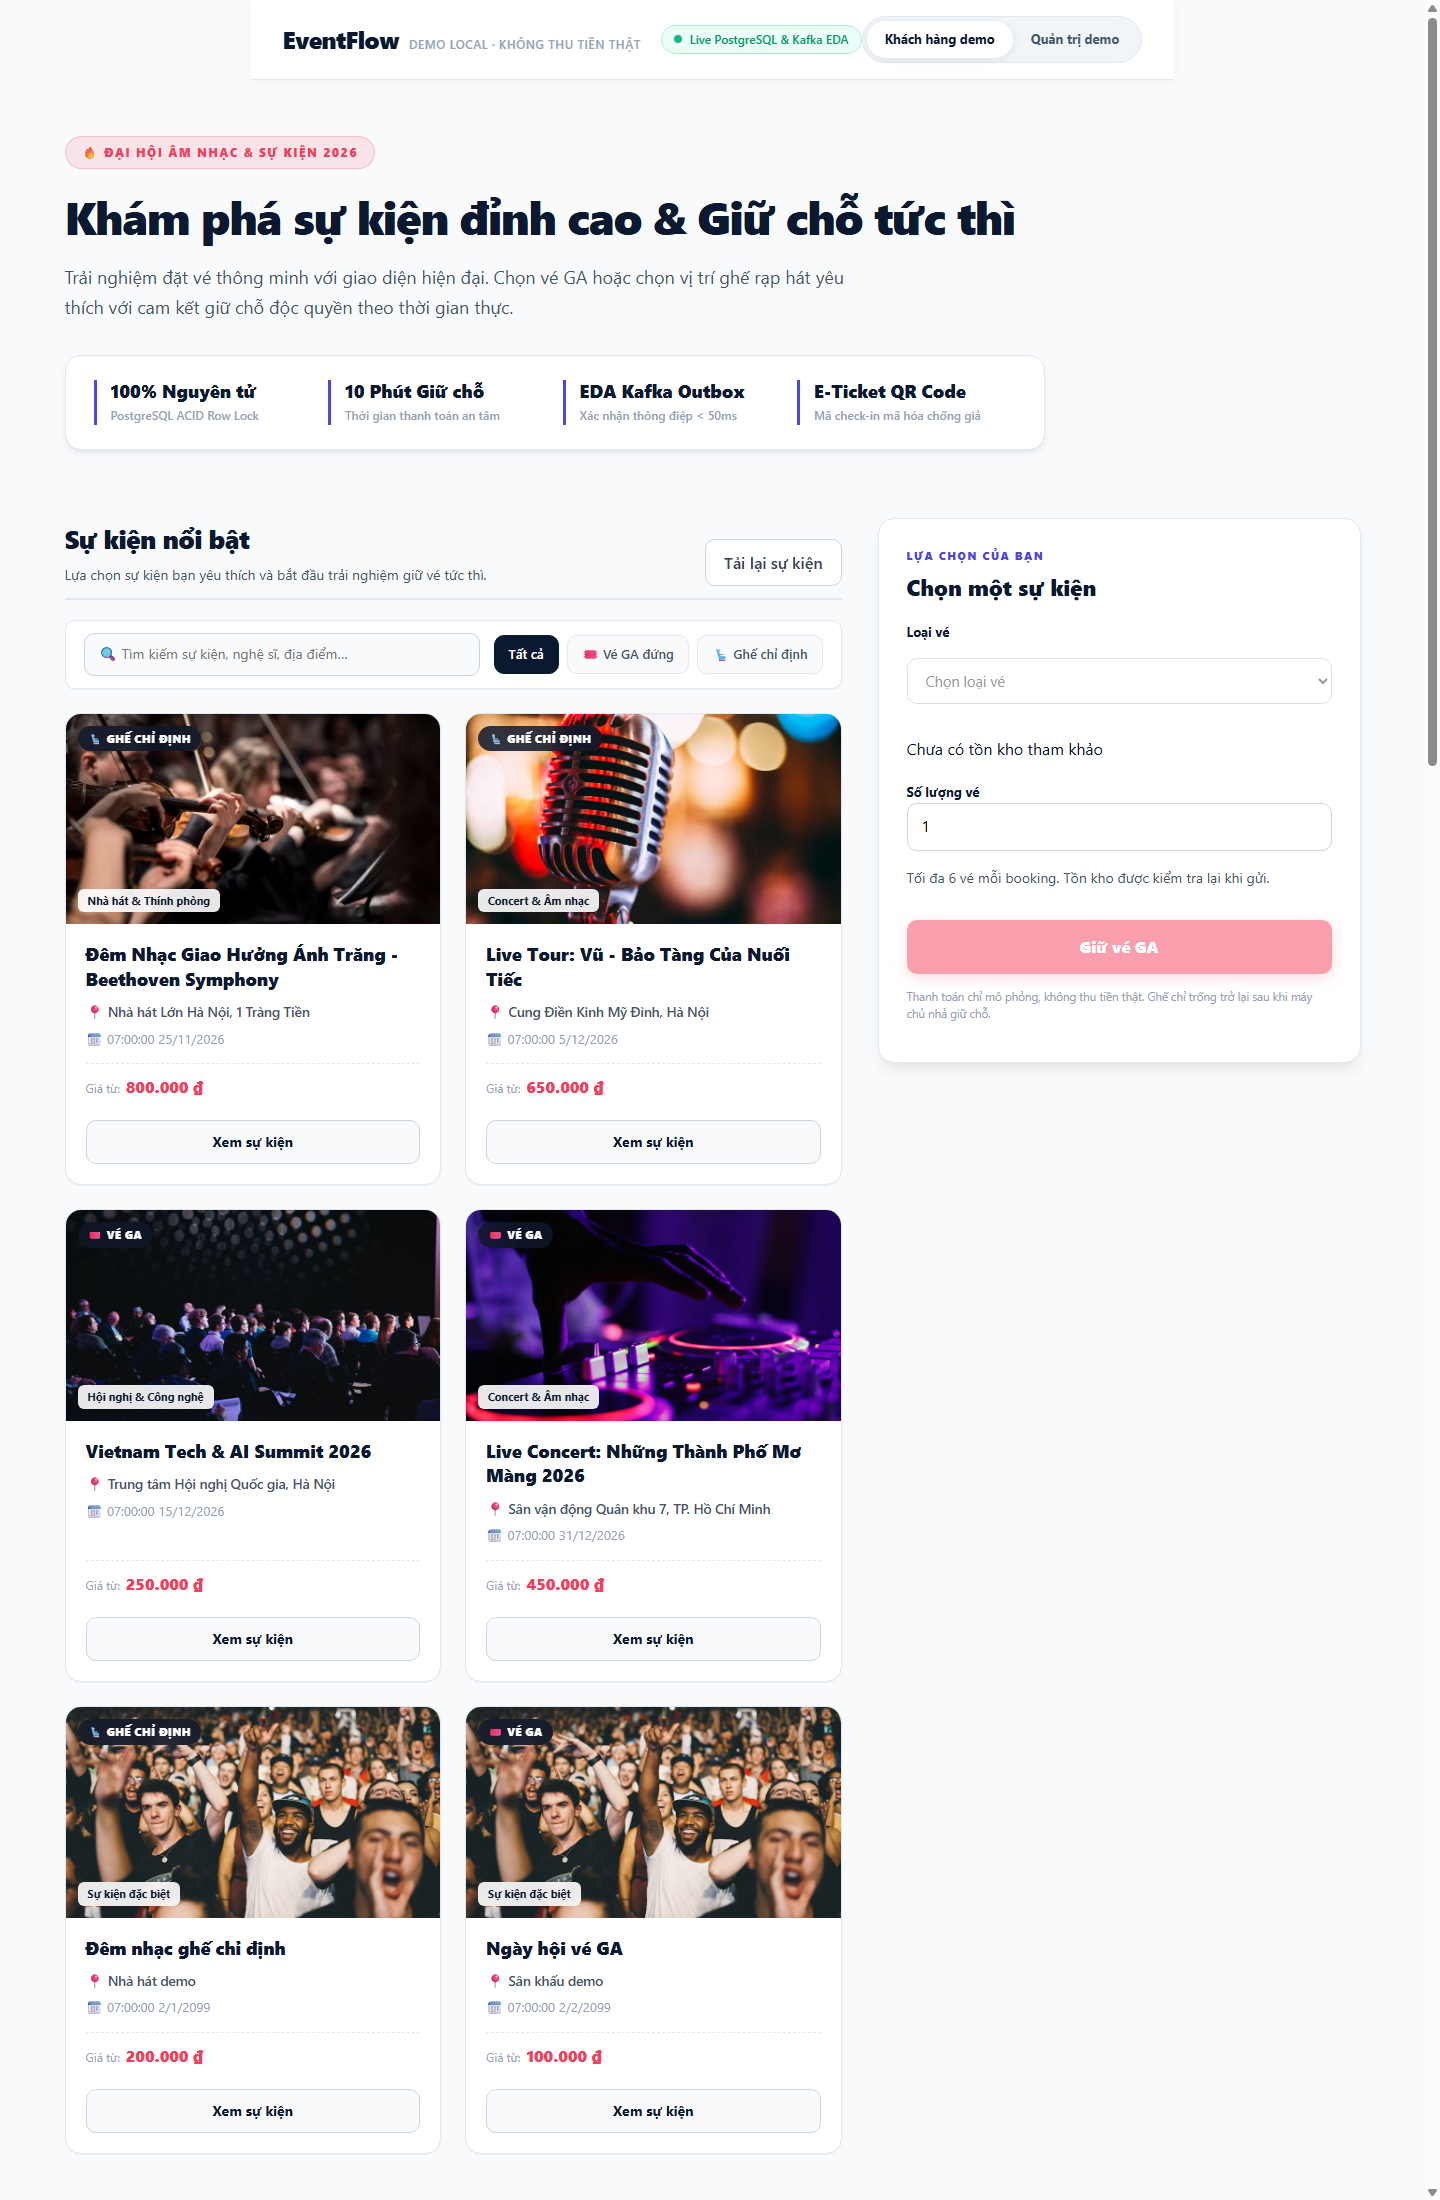 EventFlow DEMO LOCAL · KHÔNG THU TIỀN THẬT
Live PostgreSQL & Kafka EDA
Khách hàng demo
Quản trị demo
🔥 ĐẠI HỘI ÂM NHẠC & SỰ KIỆN 2026
Khám phá sự kiện đỉnh cao & Giữ chỗ tức thì
Trải nghiệm đặt vé thông minh với giao diện hiện đại. Chọn vé GA hoặc chọn vị trí ghế rạp hát yêu
thích với cam kết giữ chỗ độc quyền theo thời gian thực.
100% Nguyên tử
PostgreSQL ACID Row Lock
10 Phút Giữ chỗ
Thời gian thanh toán an tâm
EDA Kafka Outbox
Xác nhận thông điệp < 50ms
E-Ticket QR Code
Mã check-in mã hóa chống giả
Sự kiện nổi bật
Lựa chọn sự kiện bạn yêu thích và bắt đầu trải nghiệm giữ vé tức thì.
Tải lại sự kiện
🔍 Tìm kiếm sự kiện, nghệ sĩ, địa điểm...
Tất cả
🎟️ Vé GA đứng
💺 Ghế chỉ định
💺 GHẾ CHỈ ĐỊNH
Nhà hát & Thính phòng
Đêm Nhạc Giao Hưởng Ánh Trăng -
Beethoven Symphony
📍 Nhà hát Lớn Hà Nội, 1 Tràng Tiền
🗓️ 07:00:00 25/11/2026
Giá từ: 800.000 ₫
Xem sự kiện
💺 GHẾ CHỈ ĐỊNH
Concert & Âm nhạc
Live Tour: Vũ - Bảo Tàng Của Nuối
Tiếc
📍 Cung Điền Kinh Mỹ Đình, Hà Nội
🗓️ 07:00:00 5/12/2026
Giá từ: 650.000 ₫
Xem sự kiện
🎟️ VÉ GA
Hội nghị & Công nghệ
Vietnam Tech & AI Summit 2026
📍 Trung tâm Hội nghị Quốc gia, Hà Nội
🗓️ 07:00:00 15/12/2026
Giá từ: 250.000 ₫
Xem sự kiện
🎟️ VÉ GA
Concert & Âm nhạc
Live Concert: Những Thành Phố Mơ
Màng 2026
📍 Sân vận động Quân khu 7, TP. Hồ Chí Minh
🗓️ 07:00:00 31/12/2026
Giá từ: 450.000 ₫
Xem sự kiện
💺 GHẾ CHỈ ĐỊNH
Sự kiện đặc biệt
Đêm nhạc ghế chỉ định
📍 Nhà hát demo
🗓️ 07:00:00 2/1/2099
Giá từ: 200.000 ₫
Xem sự kiện
🎟️ VÉ GA
Sự kiện đặc biệt
Ngày hội vé GA
📍 Sân khấu demo
🗓️ 07:00:00 2/2/2099
Giá từ: 100.000 ₫
Xem sự kiện
LỰA CHỌN CỦA BẠN
Chọn một sự kiện
Loại vé
Chọn loại vé
Chưa có tồn kho tham khảo
Số lượng vé
1
Tối đa 6 vé mỗi booking. Tồn kho được kiểm tra lại khi gửi.
Giữ vé GA
Thanh toán chỉ mô phỏng, không thu tiền thật. Ghế chỉ trống trở lại sau khi máy
chủ nhả giữ chỗ.